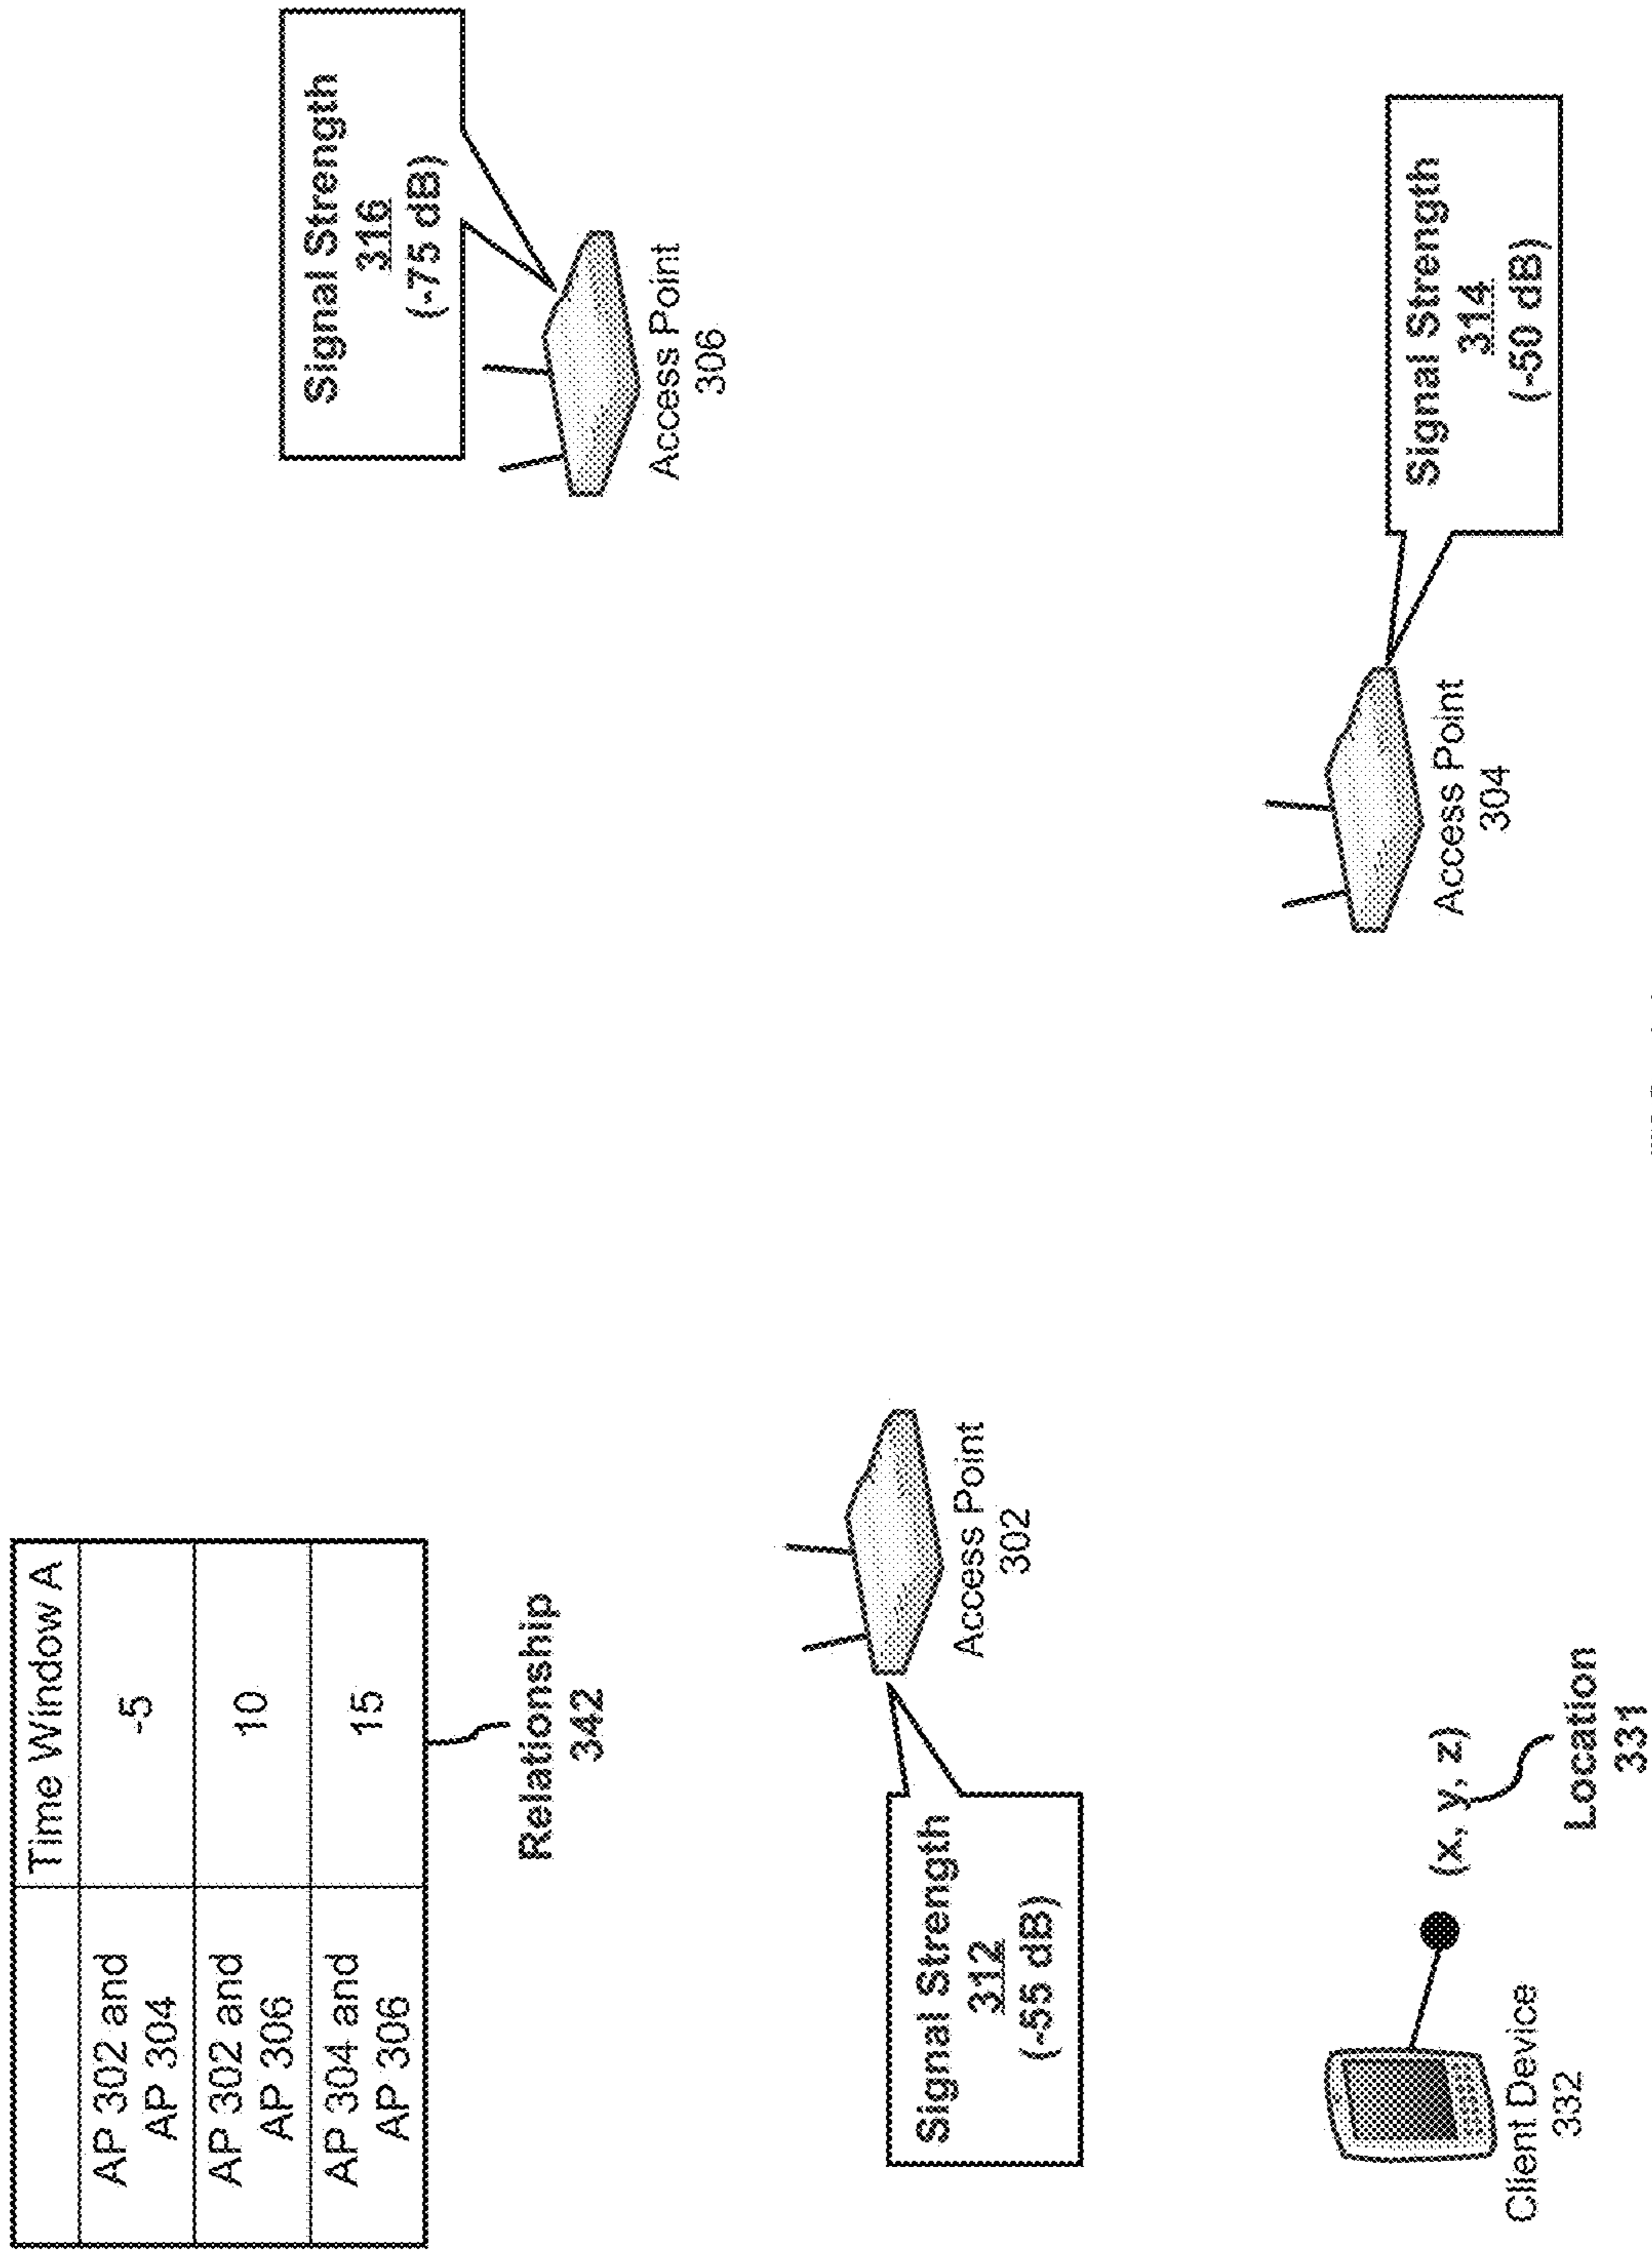 Time Window A
AP 302 and
AP 304
-5
AP 302 and
AP 306
10
AP 304 and
AP 306
15
Relationship
342
Signal Strength
316
(-75 dB)
Access Point
306
Access Point
302
Signal Strength
312
(-55 dB)
Signal Strength
314
(-50 dB)
Access Point
304
(x, y, z)
Client Device
332
Location
331